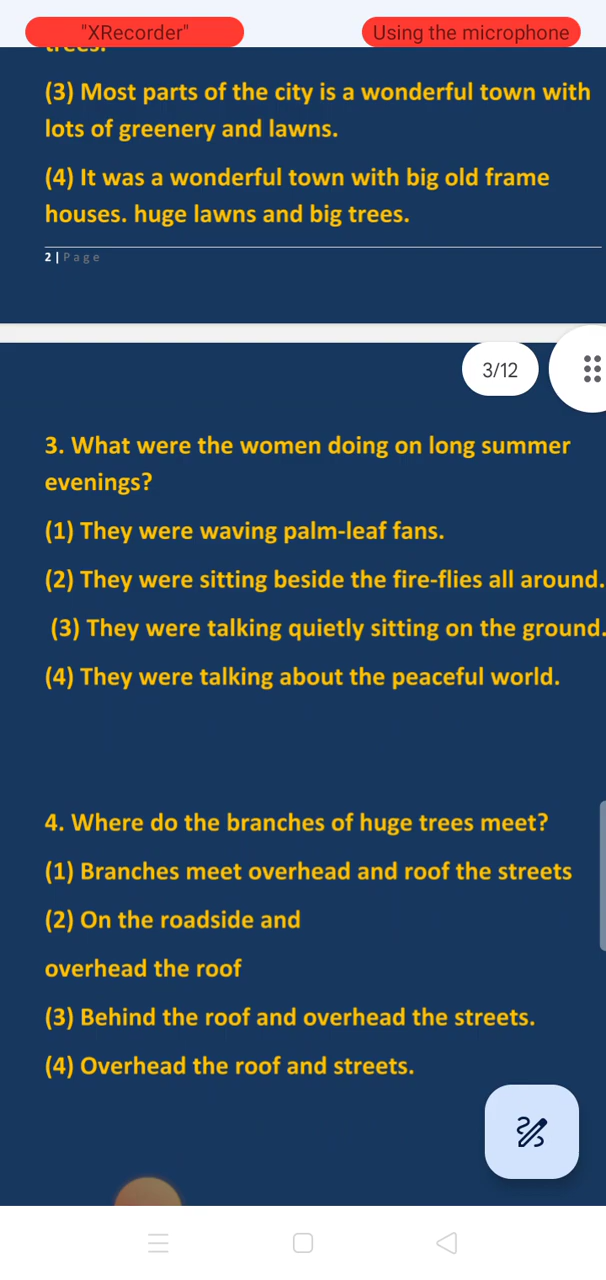 "XRecorder"
Using the microphone
trees.
(3) Most parts of the city is a wonderful town with
lots of greenery and lawns.
(4) It was a wonderful town with big old frame
houses. huge lawns and big trees.
2 | Page
3/12
3. What were the women doing on long summer
evenings?
(1) They were waving palm-leaf fans.
(2) They were sitting beside the fire-flies all around.
(3) They were talking quietly sitting on the ground.
(4) They were talking about the peaceful world.
4. Where do the branches of huge trees meet?
(1) Branches meet overhead and roof the streets
(2) On the roadside and
overhead the roof
(3) Behind the roof and overhead the streets.
(4) Overhead the roof and streets.